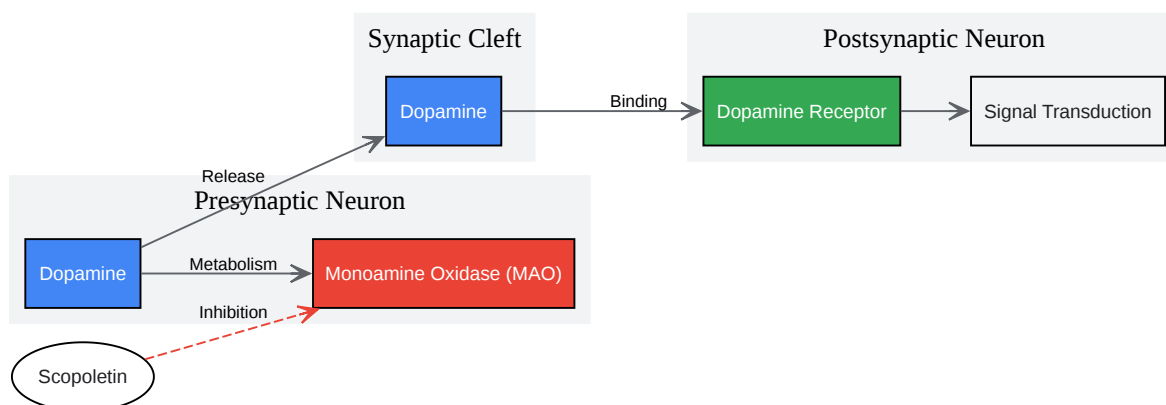 Synaptic Cleft
Postsynaptic Neuron
Dopamine
Binding
Dopamine Receptor
Signal Transduction
Release
Presynaptic Neuron
Dopamine
Metabolism
Monoamine Oxidase (MAO)
Inhibition
Scopoletin